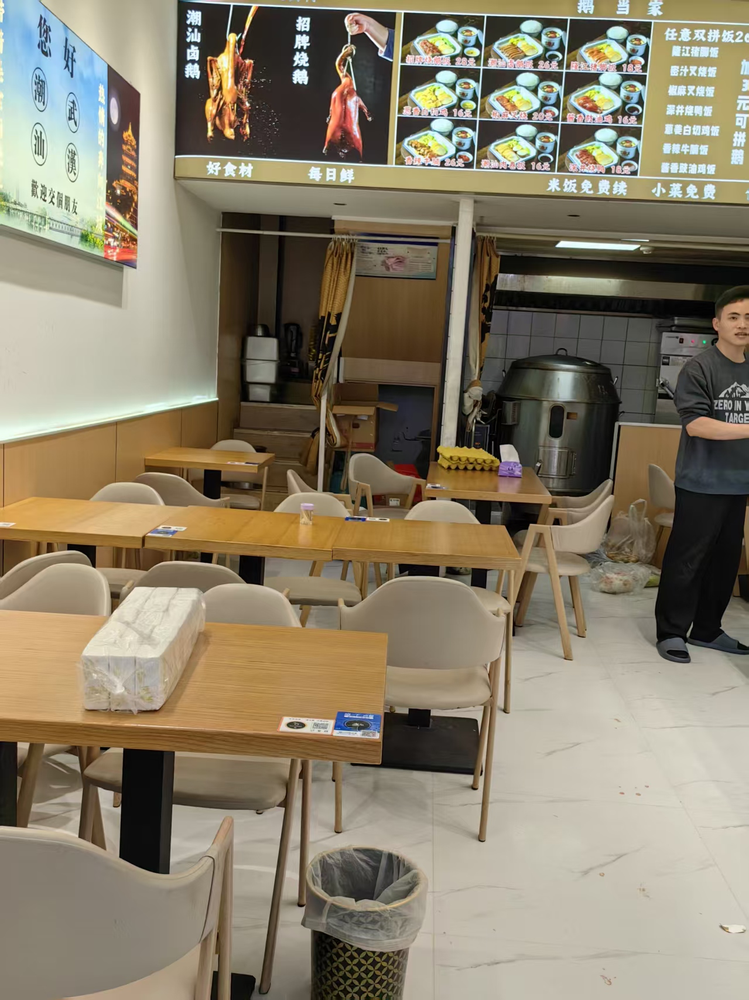 您好
潮汕
武漢
歡迎交個朋友
熱情的
潮汕卤鹅
招牌烧鹅
好食材
每日鲜
鹅当家
招牌烧鹅饭 28元
潮汕卤鹅饭 26元
隆江猪脚饭 18元
葱香白切鸡 16元
椒麻叉烧 20元
酱香豉油鸡 16元
香辣牛腩 26元
潮汕肉卷饭 16元
深井烧鸭 18元
任意双拼饭
隆江猪脚饭
密汁叉烧饭
椒麻叉烧饭
深井烧鸭饭
葱美白切鸡饭
香辣牛腩饭
酱香豉油鸡饭
加3元可拼鹅
米饭免费续
小菜免费
ZERO IN
TARGE